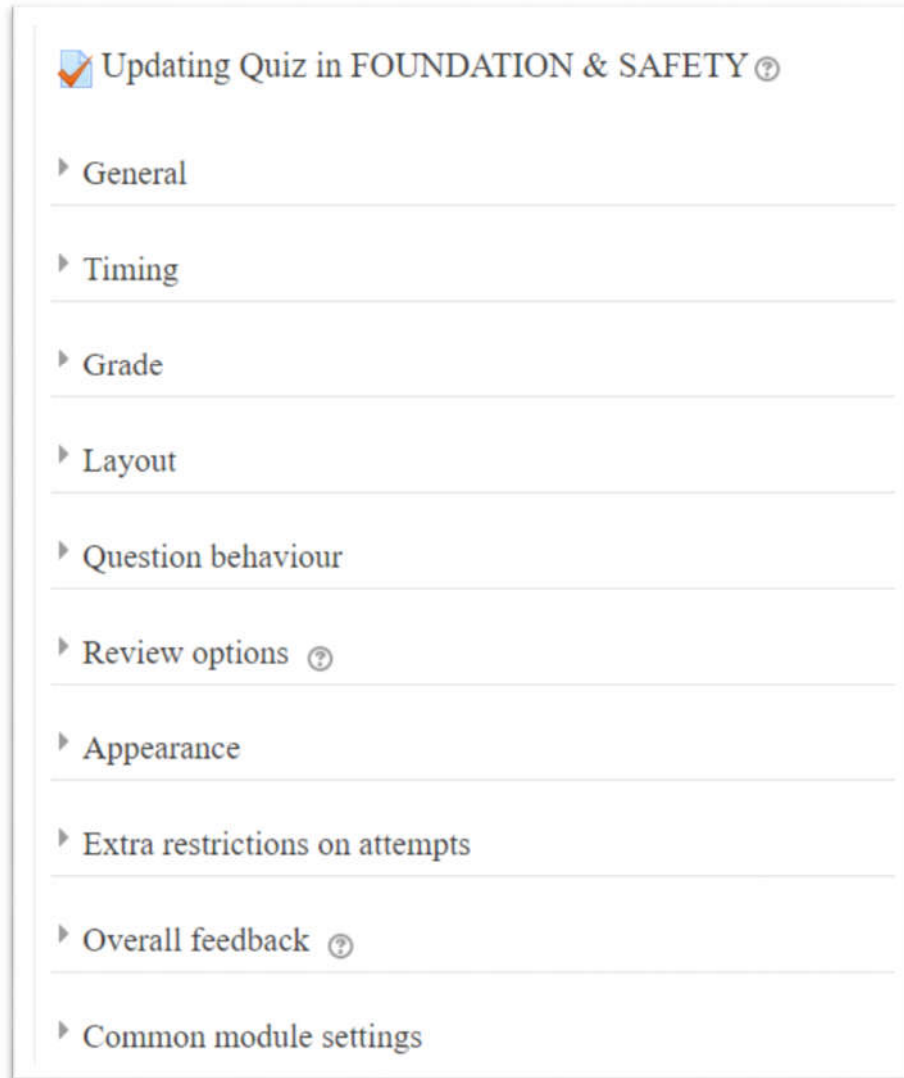 Updating Quiz in FOUNDATION & SAFETY
General
Timing
Grade
Layout
Question behaviour
Review options
Appearance
Extra restrictions on attempts
Overall feedback
Common module settings